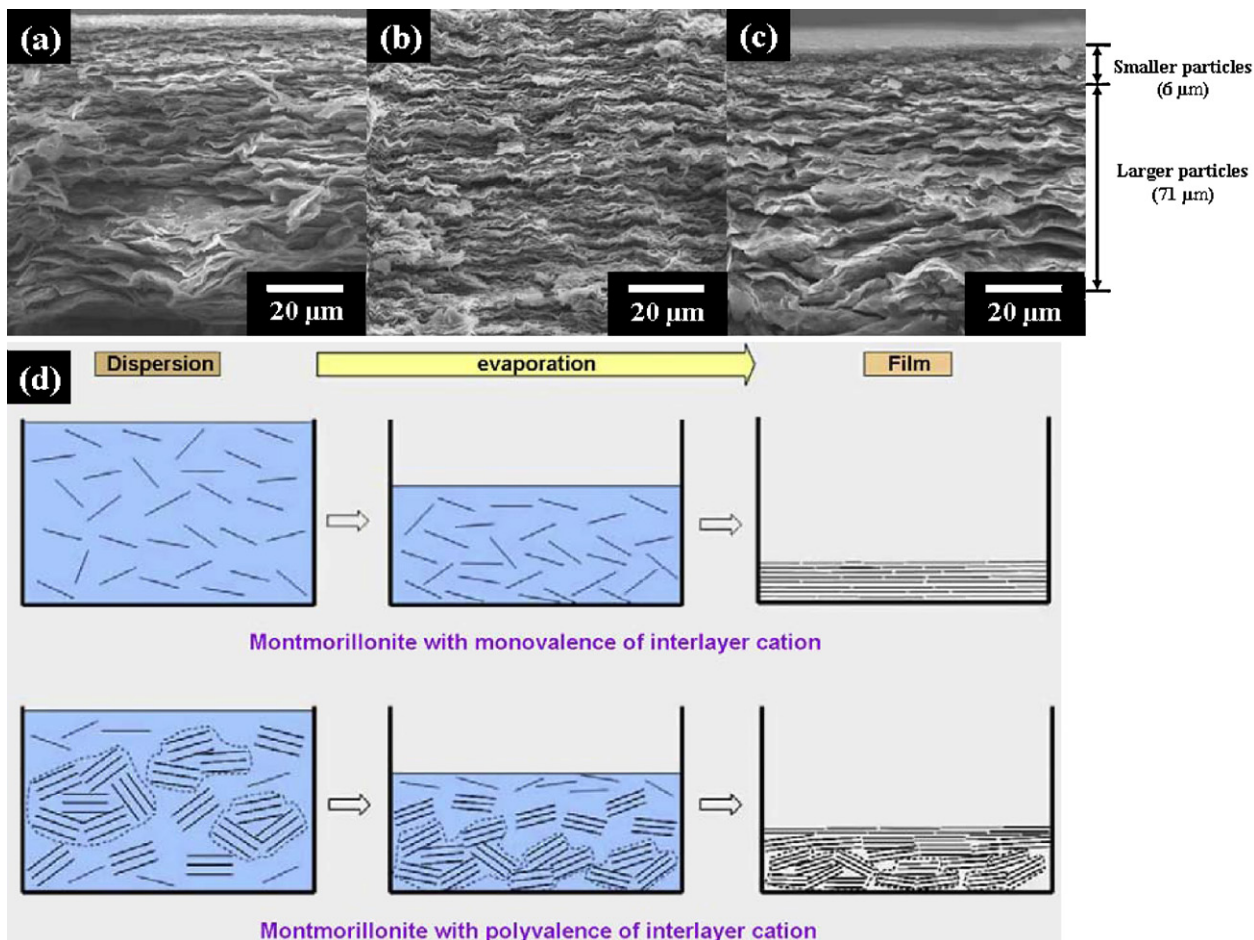 (a)
(b)
(c)
Smaller particles
(6 μm)
Larger particles
(71 μm)
20 μm
20 μm
20 μm
(d)
Dispersion
evaporation
Film
Montmorillonite with monovalence of interlayer cation
Montmorillonite with polyvalence of interlayer cation